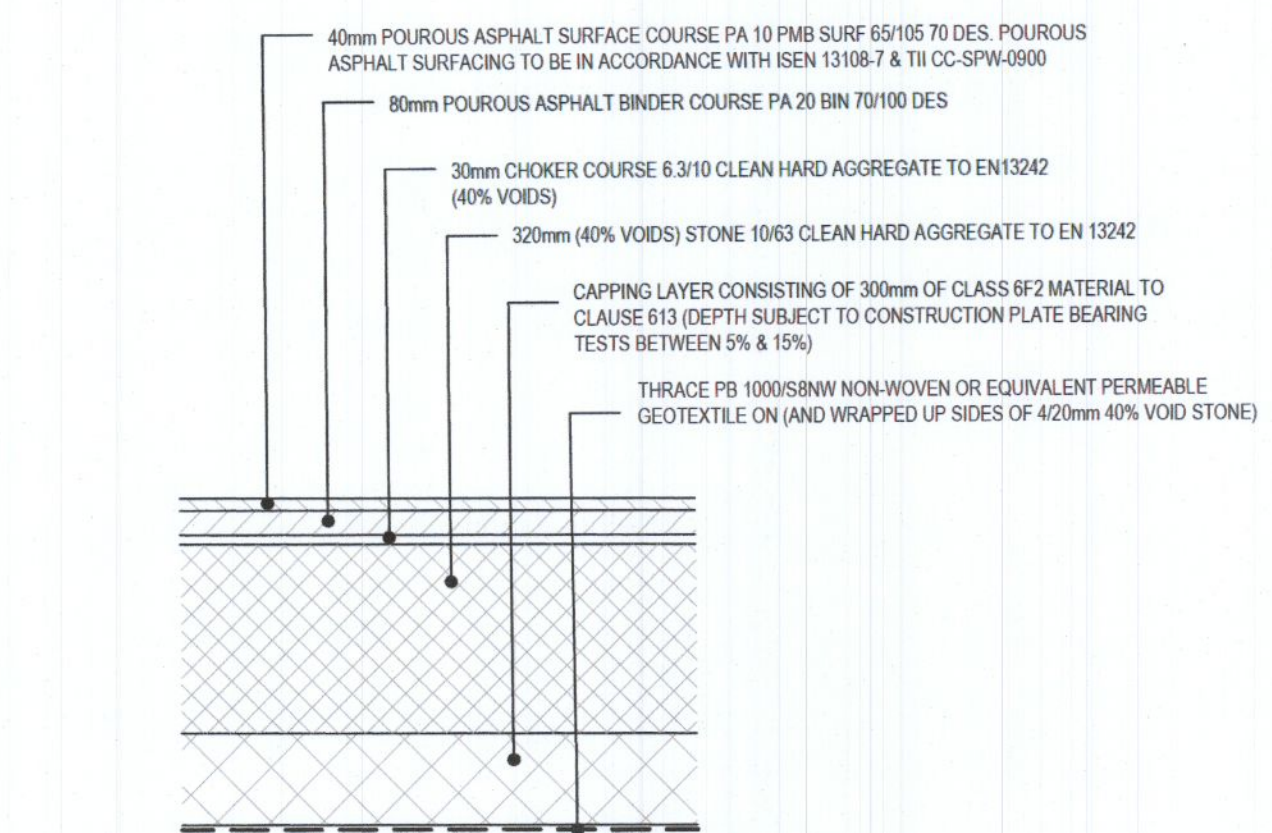 40mm POUROUS ASPHALT SURFACE COURSE PA 10 PMB SURF 65/105 70 DES. POUROUS
ASPHALT SURFACING TO BE IN ACCORDANCE WITH ISEN 13108-7 & TII CC-SPW-0900
80mm POUROUS ASPHALT BINDER COURSE PA 20 BIN 70/100 DES
30mm CHOKER COURSE 6.3/10 CLEAN HARD AGGREGATE TO EN13242
(40% VOIDS)
320mm (40% VOIDS) STONE 10/63 CLEAN HARD AGGREGATE TO EN 13242
CAPPING LAYER CONSISTING OF 300mm OF CLASS 6F2 MATERIAL TO
CLAUSE 613 (DEPTH SUBJECT TO CONSTRUCTION PLATE BEARING
TESTS BETWEEN 5% & 15%)
THRACE PB 1000/S8NW NON-WOVEN OR EQUIVALENT PERMEABLE
GEOTEXTILE ON (AND WRAPPED UP SIDES OF 4/20mm 40% VOID STONE)